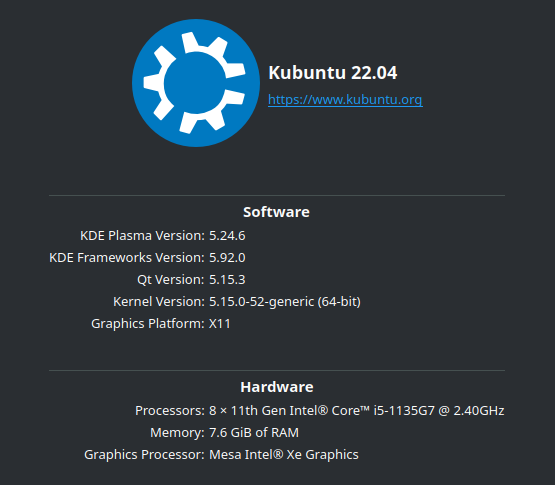 Kubuntu 22.04
https://www.kubuntu.org
Software
KDE Plasma Version: 5.24.6
KDE Frameworks Version: 5.92.0
Qt Version: 5.15.3
Kernel Version: 5.15.0-52-generic (64-bit)
Graphics Platform: X11
Hardware
Processors: 8 × 11th Gen Intel® Core™ i5-1135G7 @ 2.40GHz
Memory: 7.6 GiB of RAM
Graphics Processor: Mesa Intel® Xe Graphics